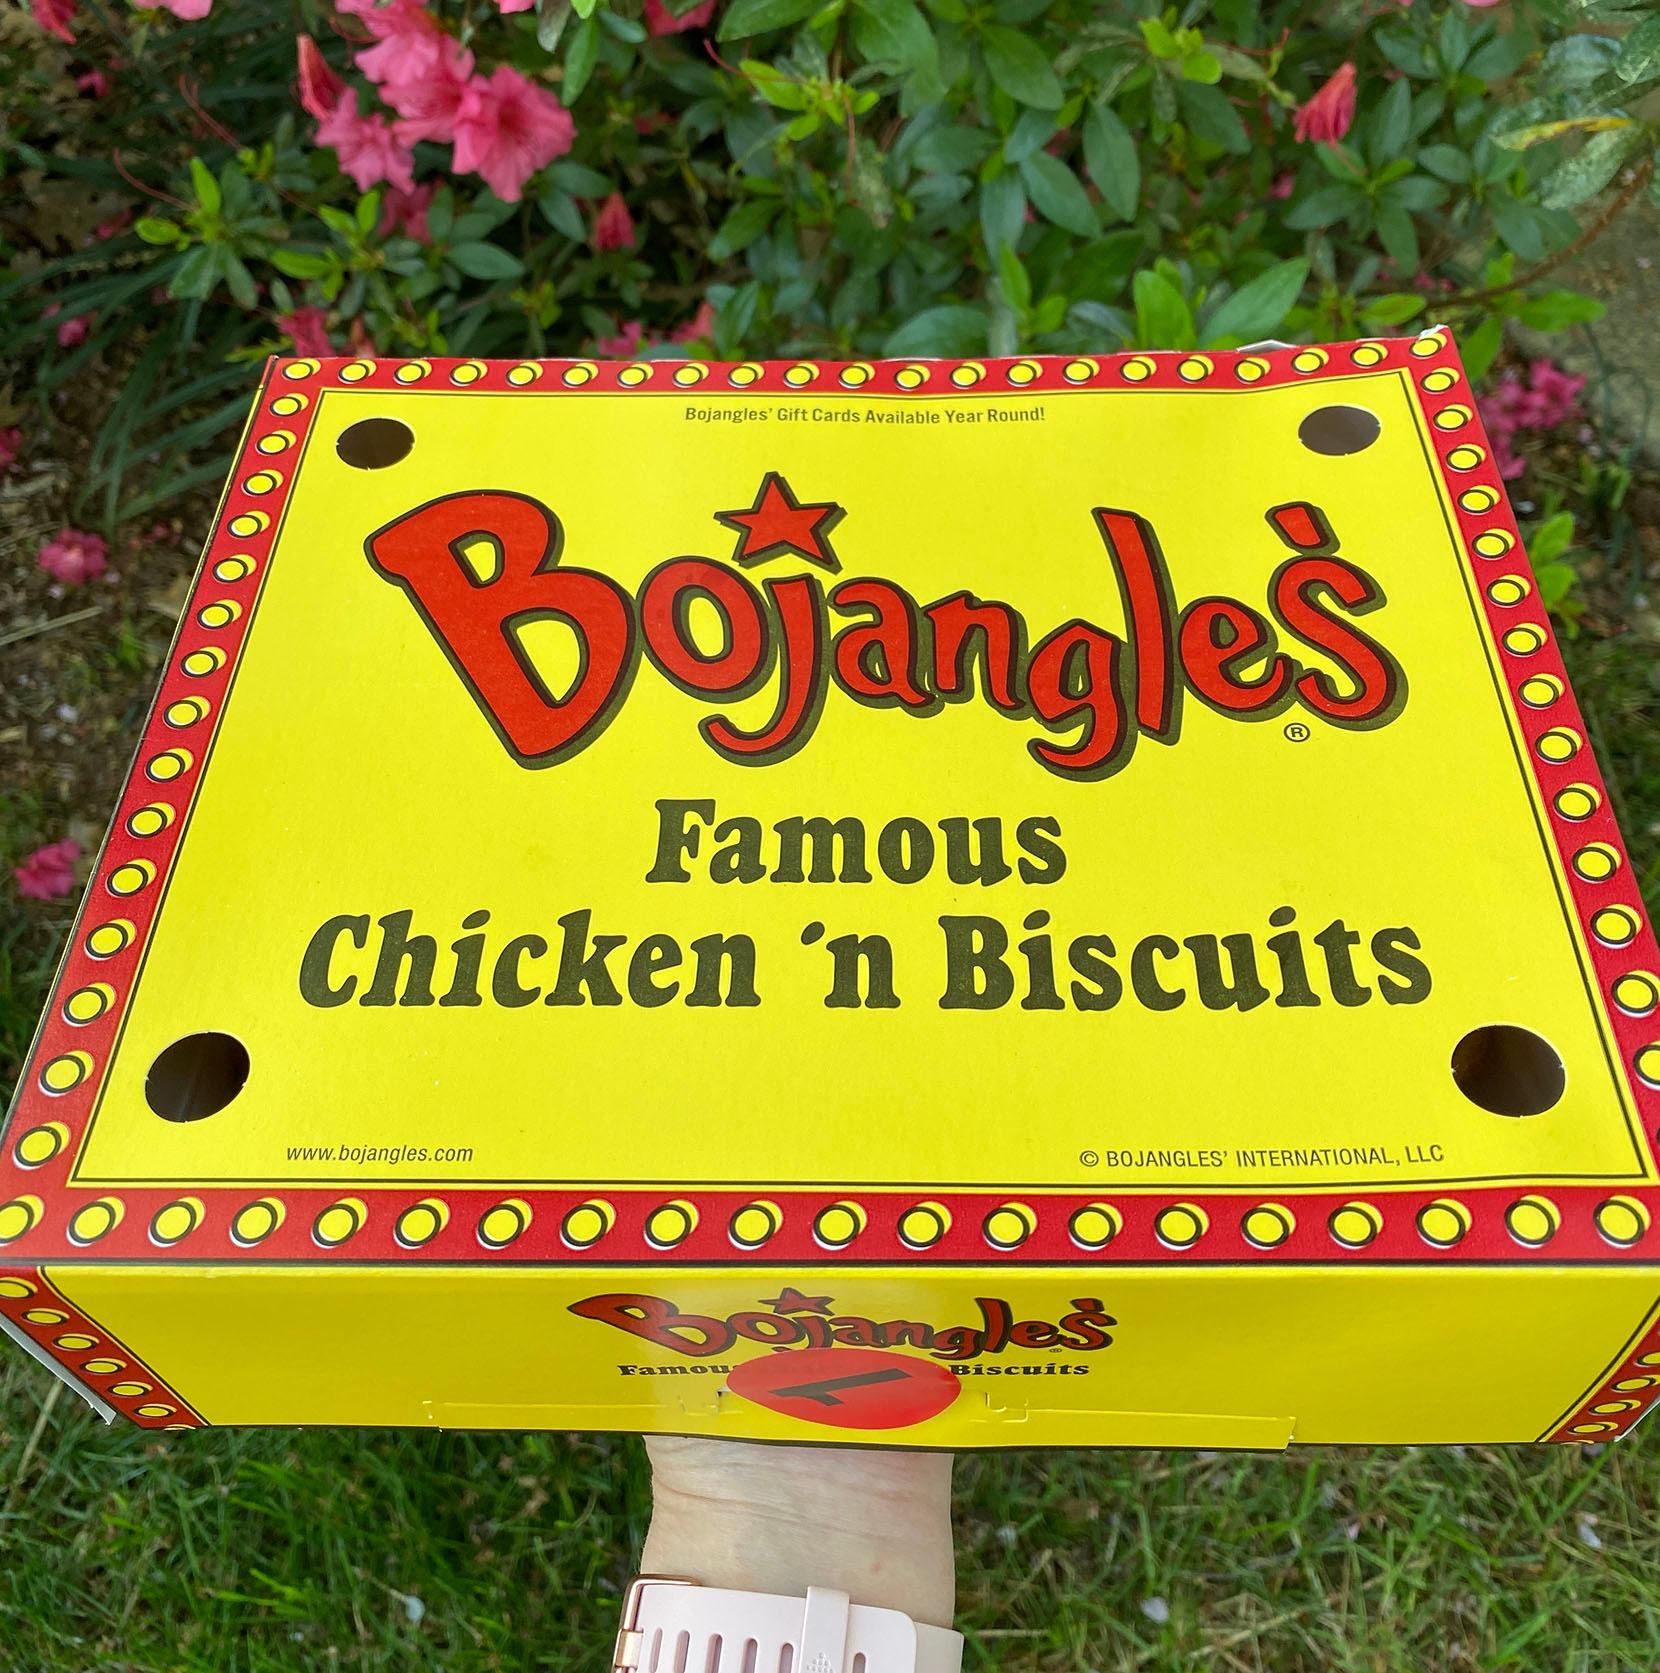 Bojangles' Gift Cards Available Year Round!
Bojangles'
®
Famous
Chicken 'n Biscuits
www.bojangles.com
© BOJANGLES' INTERNATIONAL, LLC
Bojangles'
Famous Biscuits